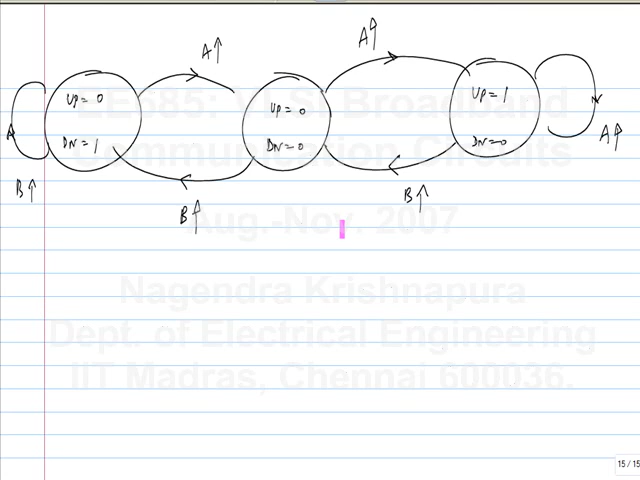 A↑
A↑
UP = 0
DN = 1
UP = 0
DN = 0
UP = 1
DN = 0
A↑
B↑
B↑
B↑
EE685: VLSI Broadband
Communication Circuits
Aug.-Nov. 2007
Nagendra Krishnapura
Dept. of Electrical Engineering
IIT Madras, Chennai 600036.
15 / 15